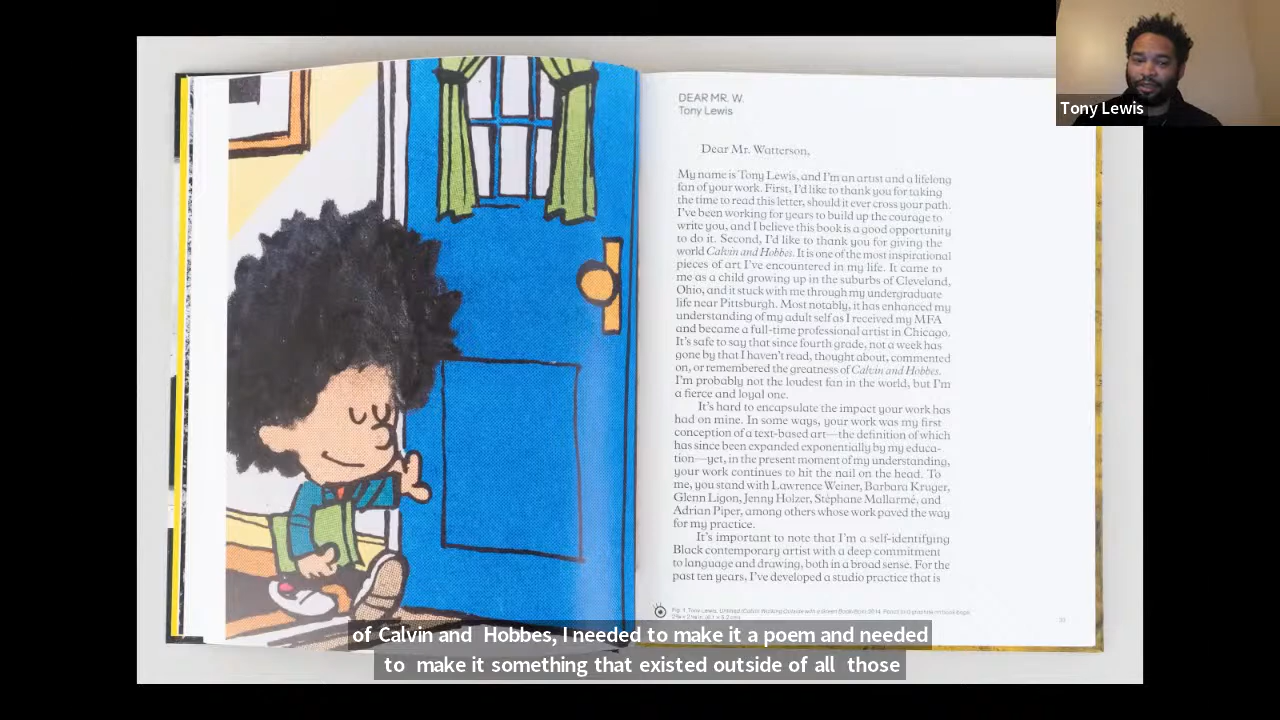 Tony Lewis
DEAR MR. W.
Tony Lewis
Dear Mr. Watterson,
My name is Tony Lewis, and I'm an artist and a lifelong
fan of your work. First, I'd like to thank you for taking
the time to read this letter, should it ever cross your path.
I've been working for years to build up the courage to
write you, and I believe this book is a good opportunity
to do it. Second, I'd like to thank you for giving the
world Calvin and Hobbes. It is one of the most inspirational
pieces of art I've encountered in my life. It came to
me as a child growing up in the suburbs of Cleveland,
Ohio, and it stuck with me through my undergraduate
life near Pittsburgh. Most notably, it has enhanced my
understanding of my adult self as I received my MFA
and became a full-time professional artist in Chicago.
It's safe to say that since fourth grade, not a week has
gone by that I haven't read, thought about, commented
on, or remembered the greatness of Calvin and Hobbes.
I'm probably not the loudest fan in the world, but I'm
a fierce and loyal one.
It's hard to encapsulate the impact your work has
had on mine. In some ways, your work was my first
conception of a text-based art—the definition of which
has since been expanded exponentially by my educa-
tion—yet, in the present moment of my understanding,
your work continues to hit the nail on the head. To
me, you stand with Lawrence Weiner, Barbara Kruger,
Glenn Ligon, Jenny Holzer, Stéphane Mallarmé, and
Adrian Piper, among others whose work paved the way
for my practice.
It's important to note that I'm a self-identifying
Black contemporary artist with a deep commitment
to language and drawing, both in a broad sense. For the
past ten years, I've developed a studio practice that is
Fig. 1 Tony Lewis, Untitled
of Calvin and Hobbes, I needed to make it a poem and needed
to make it something that existed outside of all those